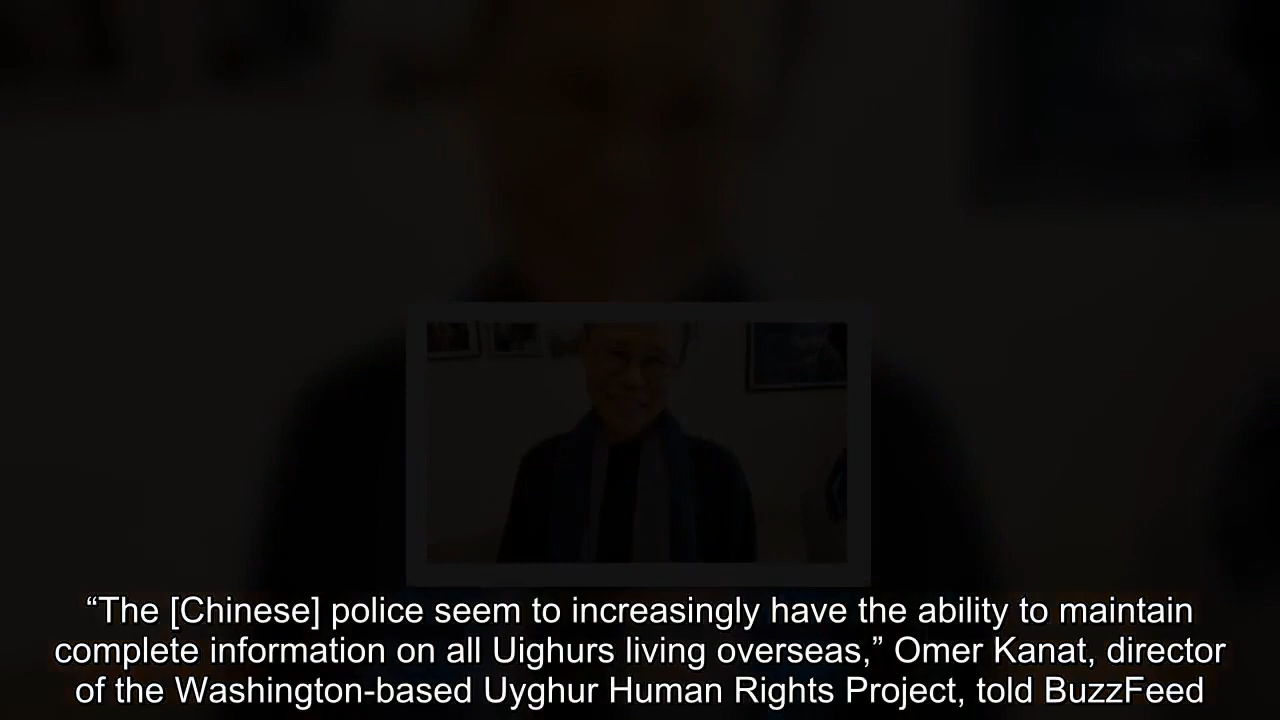 “The [Chinese] police seem to increasingly have the ability to maintain
complete information on all Uighurs living overseas,” Omer Kanat, director
of the Washington-based Uyghur Human Rights Project, told BuzzFeed